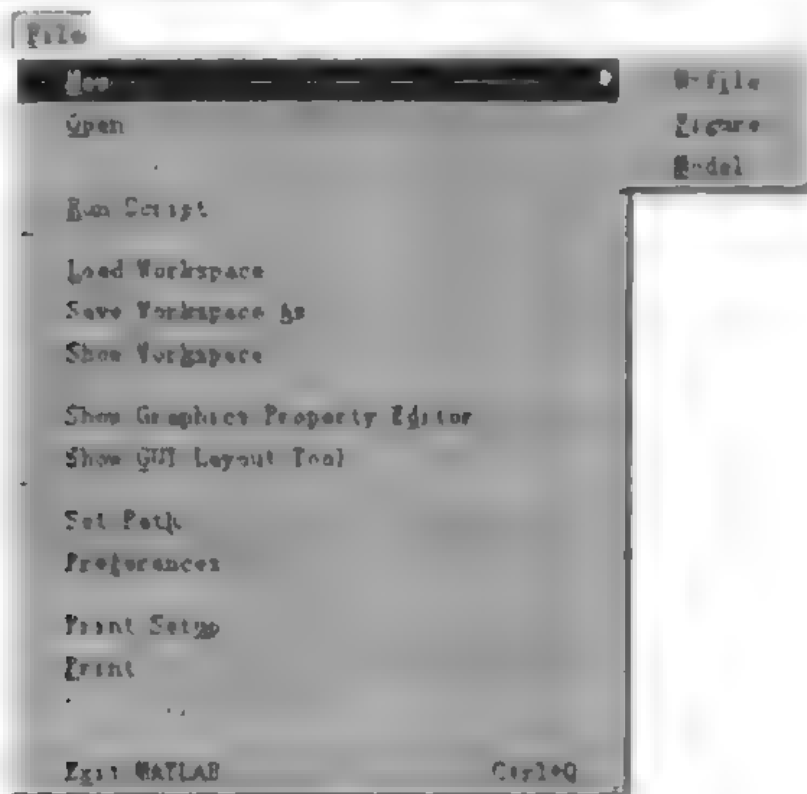 File
New
M-file
Open
Figure
Model
Run Script
Load Workspace
Save Workspace As
Show Workspace
Show Graphics Property Editor
Show GUI Layout Tool
Set Path
Preferences
Print Setup
Print
Exit MATLAB Ctrl+Q